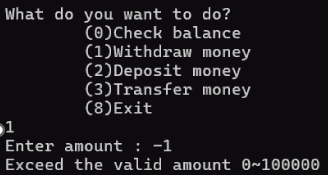 What do you want to do?
(0)Check balance
(1)Withdraw money
(2)Deposit money
(3)Transfer money
(8)Exit
1
Enter amount : -1
Exceed the valid amount 0~100000